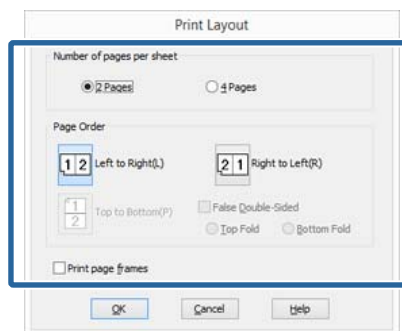 Print Layout
Number of pages per sheet
2 Pages 4 Pages
Page Order
1 2 Left to Right(L) 2 1 Right to Left(R)
1
2
Top to Bottom(P) False Double-Sided
Top Fold Bottom Fold
Print page frames
OK Cancel Help